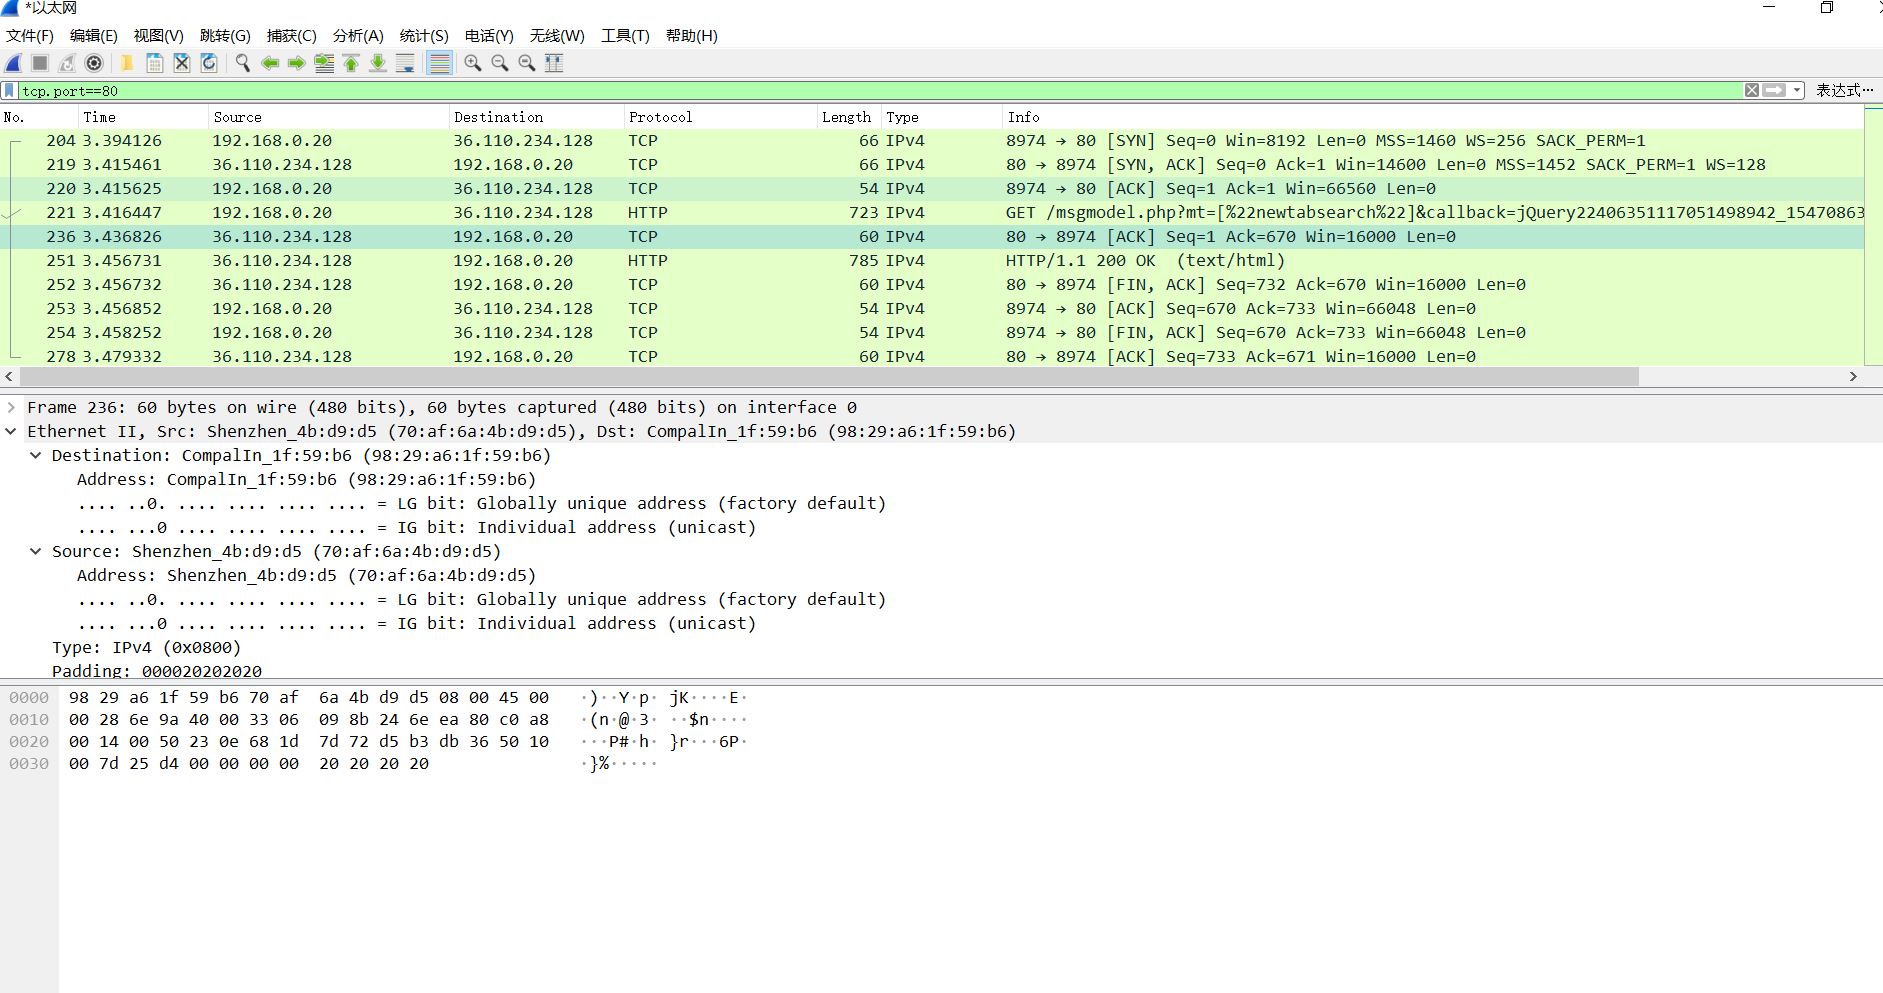 *以太网
文件(F) 编辑(E) 视图(V) 跳转(G) 捕获(C) 分析(A) 统计(S) 电话(Y) 无线(W) 工具(T) 帮助(H)
tcp.port==80 表达式…
No. Time Source Destination Protocol Length Type Info
204 3.394126 192.168.0.20 36.110.234.128 TCP 66 IPv4 8974 → 80 [SYN] Seq=0 Win=8192 Len=0 MSS=1460 WS=256 SACK_PERM=1
219 3.415461 36.110.234.128 192.168.0.20 TCP 66 IPv4 80 → 8974 [SYN, ACK] Seq=0 Ack=1 Win=14600 Len=0 MSS=1452 SACK_PERM=1 WS=128
220 3.415625 192.168.0.20 36.110.234.128 TCP 54 IPv4 8974 → 80 [ACK] Seq=1 Ack=1 Win=66560 Len=0
221 3.416447 192.168.0.20 36.110.234.128 HTTP 723 IPv4 GET /msgmodel.php?mt=[%22newtabsearch%22]&callback=jQuery22406351117051498942_15470863
236 3.436826 36.110.234.128 192.168.0.20 TCP 60 IPv4 80 → 8974 [ACK] Seq=1 Ack=670 Win=16000 Len=0
251 3.456731 36.110.234.128 192.168.0.20 HTTP 785 IPv4 HTTP/1.1 200 OK (text/html)
252 3.456732 36.110.234.128 192.168.0.20 TCP 60 IPv4 80 → 8974 [FIN, ACK] Seq=732 Ack=670 Win=16000 Len=0
253 3.456852 192.168.0.20 36.110.234.128 TCP 54 IPv4 8974 → 80 [ACK] Seq=670 Ack=733 Win=66048 Len=0
254 3.458252 192.168.0.20 36.110.234.128 TCP 54 IPv4 8974 → 80 [FIN, ACK] Seq=670 Ack=733 Win=66048 Len=0
278 3.479332 36.110.234.128 192.168.0.20 TCP 60 IPv4 80 → 8974 [ACK] Seq=733 Ack=671 Win=16000 Len=0
Frame 236: 60 bytes on wire (480 bits), 60 bytes captured (480 bits) on interface 0
Ethernet II, Src: Shenzhen_4b:d9:d5 (70:af:6a:4b:d9:d5), Dst: CompalIn_1f:59:b6 (98:29:a6:1f:59:b6)
Destination: CompalIn_1f:59:b6 (98:29:a6:1f:59:b6)
Address: CompalIn_1f:59:b6 (98:29:a6:1f:59:b6)
.... ..0. .... .... .... .... = LG bit: Globally unique address (factory default)
.... ...0 .... .... .... .... = IG bit: Individual address (unicast)
Source: Shenzhen_4b:d9:d5 (70:af:6a:4b:d9:d5)
Address: Shenzhen_4b:d9:d5 (70:af:6a:4b:d9:d5)
.... ..0. .... .... .... .... = LG bit: Globally unique address (factory default)
.... ...0 .... .... .... .... = IG bit: Individual address (unicast)
Type: IPv4 (0x0800)
Padding: 000020202020
0000 98 29 a6 1f 59 b6 70 af 6a 4b d9 d5 08 00 45 00 ·)··Y·p· jK····E·
0010 00 28 6e 9a 40 00 33 06 09 8b 24 6e ea 80 c0 a8 ·(n·@·3· ··$n····
0020 00 14 00 50 23 0e 68 1d 7d 72 d5 b3 db 36 50 10 ···P#·h· }r···6P·
0030 00 7d 25 d4 00 00 00 00 20 20 20 20 ·}%·····